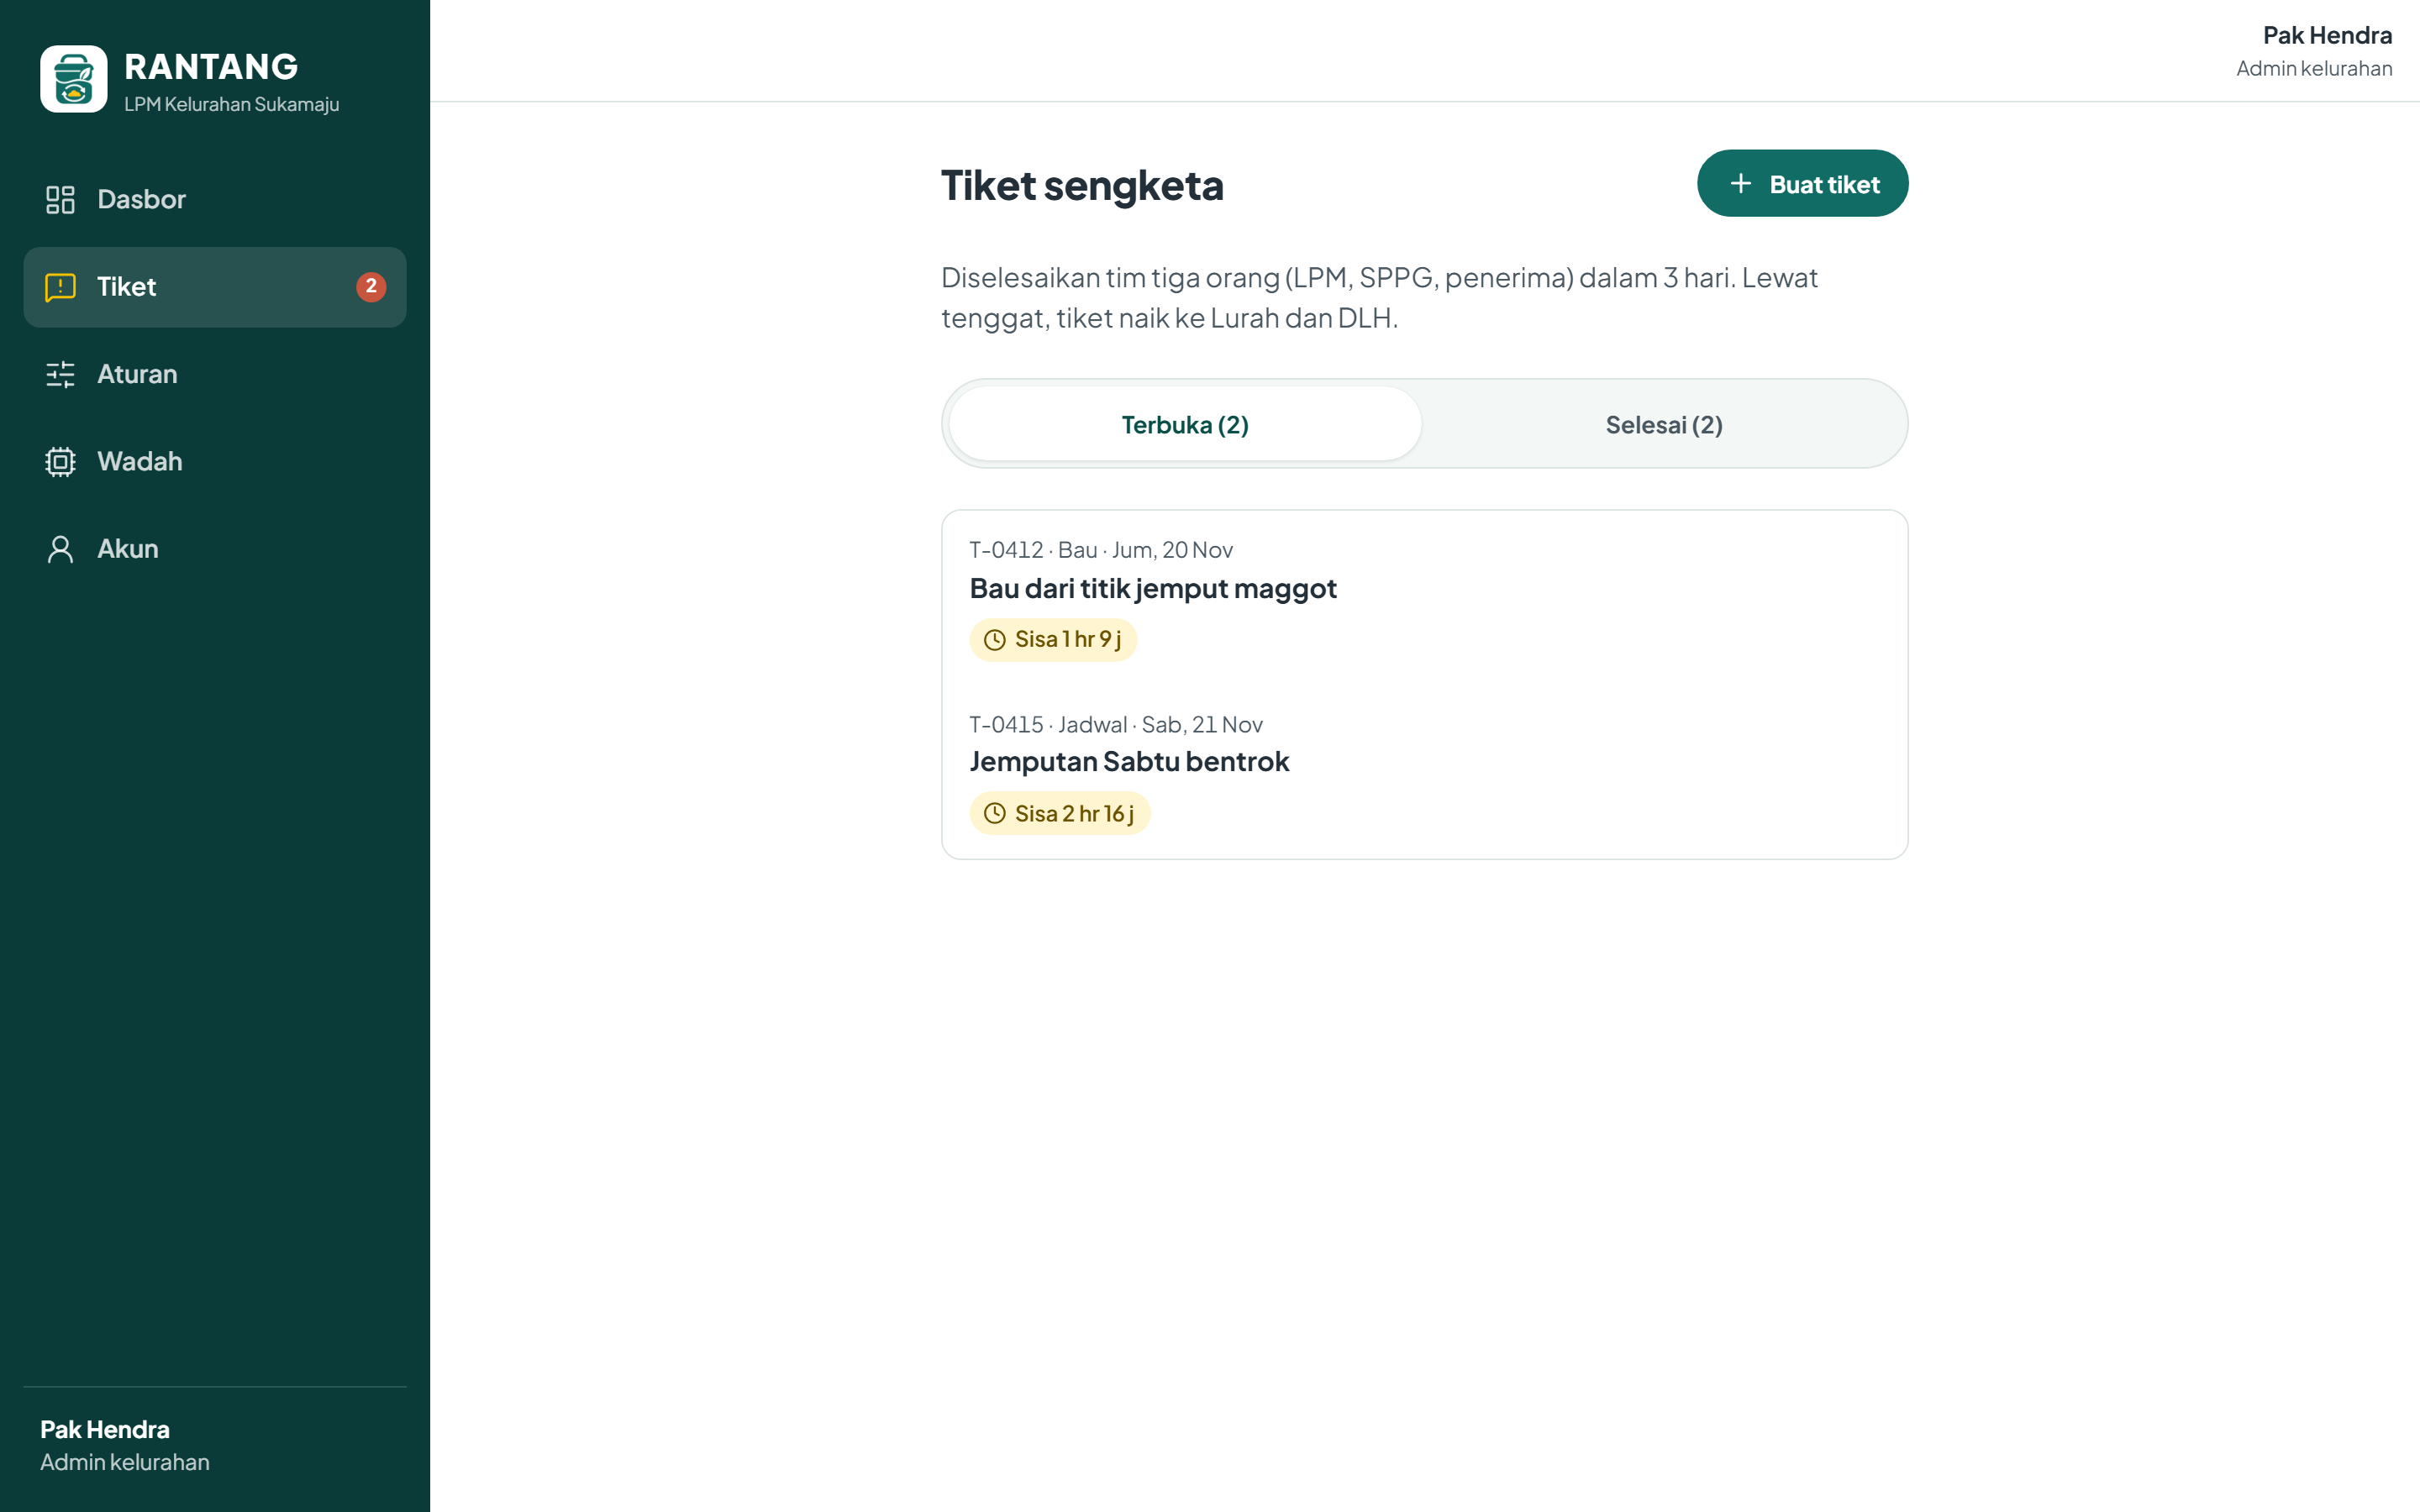 RANTANG
LPM Kelurahan Sukamaju
Dasbor
Tiket
2
Aturan
Wadah
Akun
Pak Hendra
Admin kelurahan
Pak Hendra
Admin kelurahan
Tiket sengketa
Buat tiket
Diselesaikan tim tiga orang (LPM, SPPG, penerima) dalam 3 hari. Lewat
tenggat, tiket naik ke Lurah dan DLH.
Terbuka (2)
Selesai (2)
T-0412 · Bau · Jum, 20 Nov
Bau dari titik jemput maggot
Sisa 1 hr 9 j
T-0415 · Jadwal · Sab, 21 Nov
Jemputan Sabtu bentrok
Sisa 2 hr 16 j